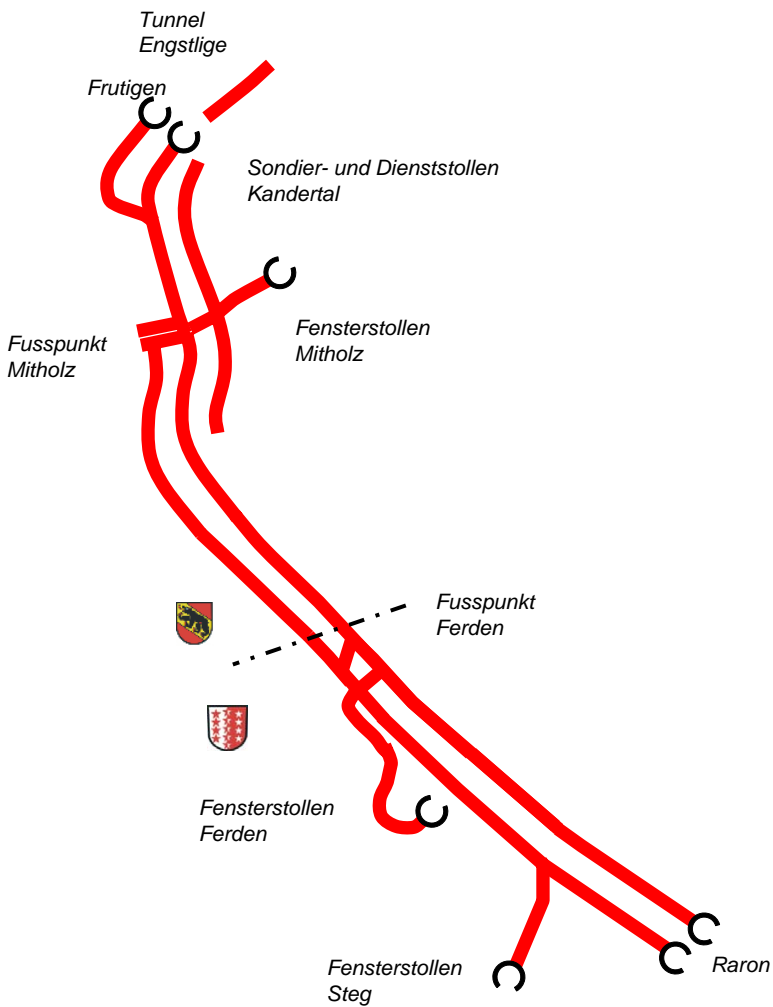 Tunnel
Engstlige
Frutigen
Sondier- und Dienststollen
Kandertal
Fensterstollen
Mitholz
Fusspunkt
Mitholz
Fusspunkt
Ferden
Fensterstollen
Ferden
Fensterstollen
Steg
Raron